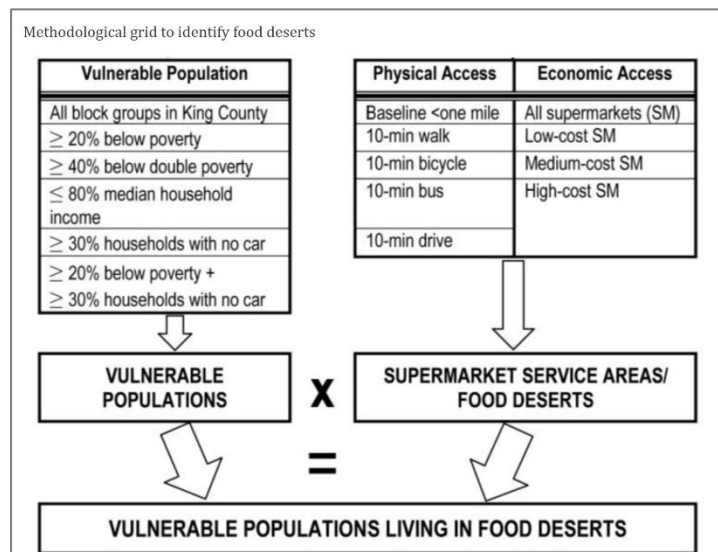 Methodological grid to identify food deserts
Vulnerable Population
All block groups in King County
≥ 20% below poverty
≥ 40% below double poverty
≤ 80% median household
income
≥ 30% households with no car
≥ 20% below poverty +
≥ 30% households with no car
Physical Access
Economic Access
Baseline <one mile
All supermarkets (SM)
10-min walk
Low-cost SM
10-min bicycle
Medium-cost SM
10-min bus
High-cost SM
10-min drive
VULNERABLE
POPULATIONS
X
SUPERMARKET SERVICE AREAS/
FOOD DESERTS
=
VULNERABLE POPULATIONS LIVING IN FOOD DESERTS